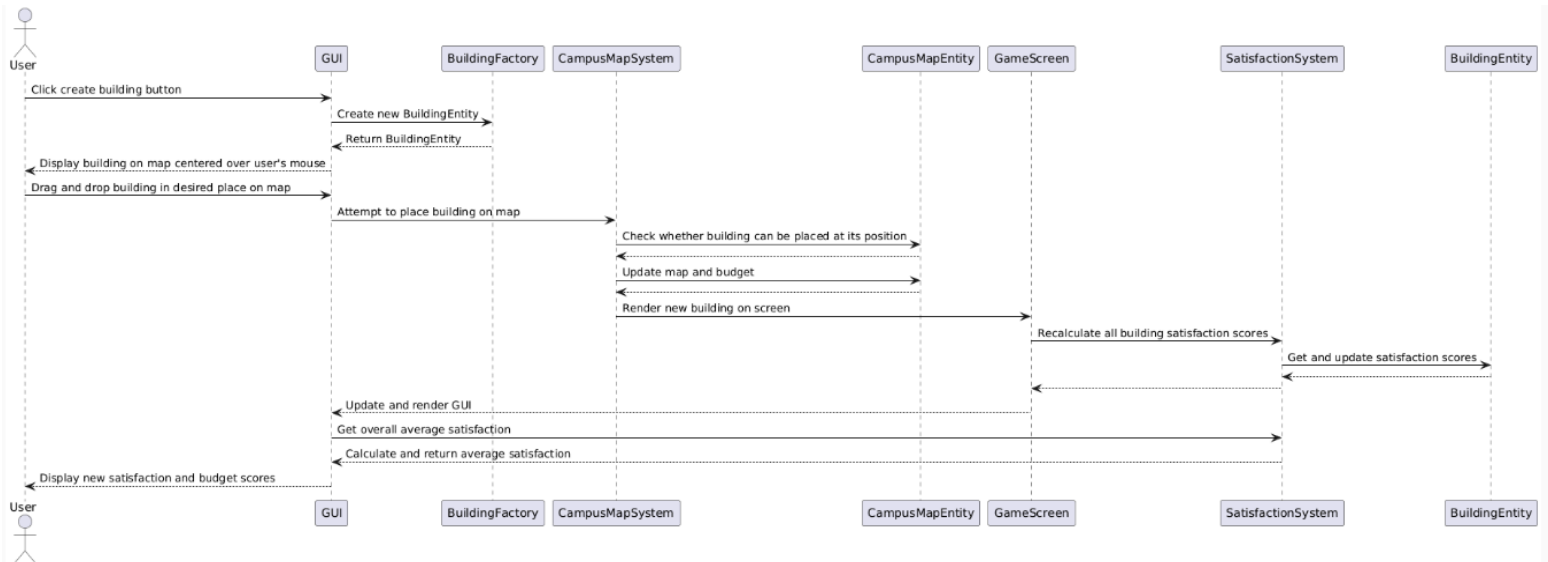 User
GUI
BuildingFactory
CampusMapSystem
CampusMapEntity
GameScreen
SatisfactionSystem
BuildingEntity
Click create building button
Create new BuildingEntity
Return BuildingEntity
Display building on map centered over user's mouse
Drag and drop building in desired place on map
Attempt to place building on map
Check whether building can be placed at its position
Update map and budget
Render new building on screen
Recalculate all building satisfaction scores
Get and update satisfaction scores
Update and render GUI
Get overall average satisfaction
Calculate and return average satisfaction
Display new satisfaction and budget scores
User
GUI
BuildingFactory
CampusMapSystem
CampusMapEntity
GameScreen
SatisfactionSystem
BuildingEntity